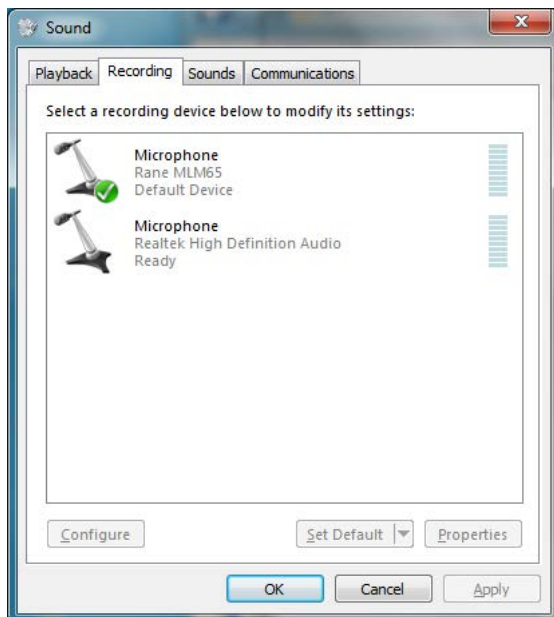 Sound
Playback Recording Sounds Communications
Select a recording device below to modify its settings:
Microphone
Rane MLM65
Default Device
Microphone
Realtek High Definition Audio
Ready
Configure Set Default Properties
OK Cancel Apply